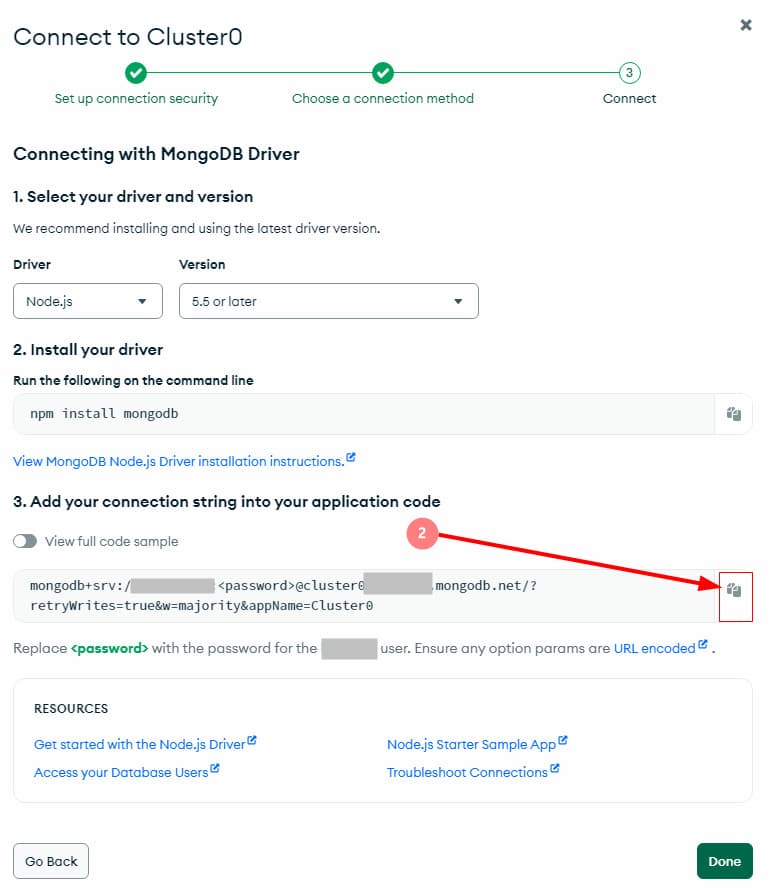 Connect to Cluster0
3
Set up connection security
Choose a connection method
Connect
Connecting with MongoDB Driver
1. Select your driver and version
We recommend installing and using the latest driver version.
Driver
Version
Node.js
5.5 or later
2. Install your driver
Run the following on the command line
npm install mongodb
View MongoDB Node.js Driver installation instructions.
3. Add your connection string into your application code
View full code sample
2
mongodb+srv:/ :<password>@cluster0 .mongodb.net/?
retryWrites=true&w=majority&appName=Cluster0
Replace <password> with the password for the user. Ensure any option params are URL encoded .
RESOURCES
Get started with the Node.js Driver
Node.js Starter Sample App
Access your Database Users
Troubleshoot Connections
Go Back
Done